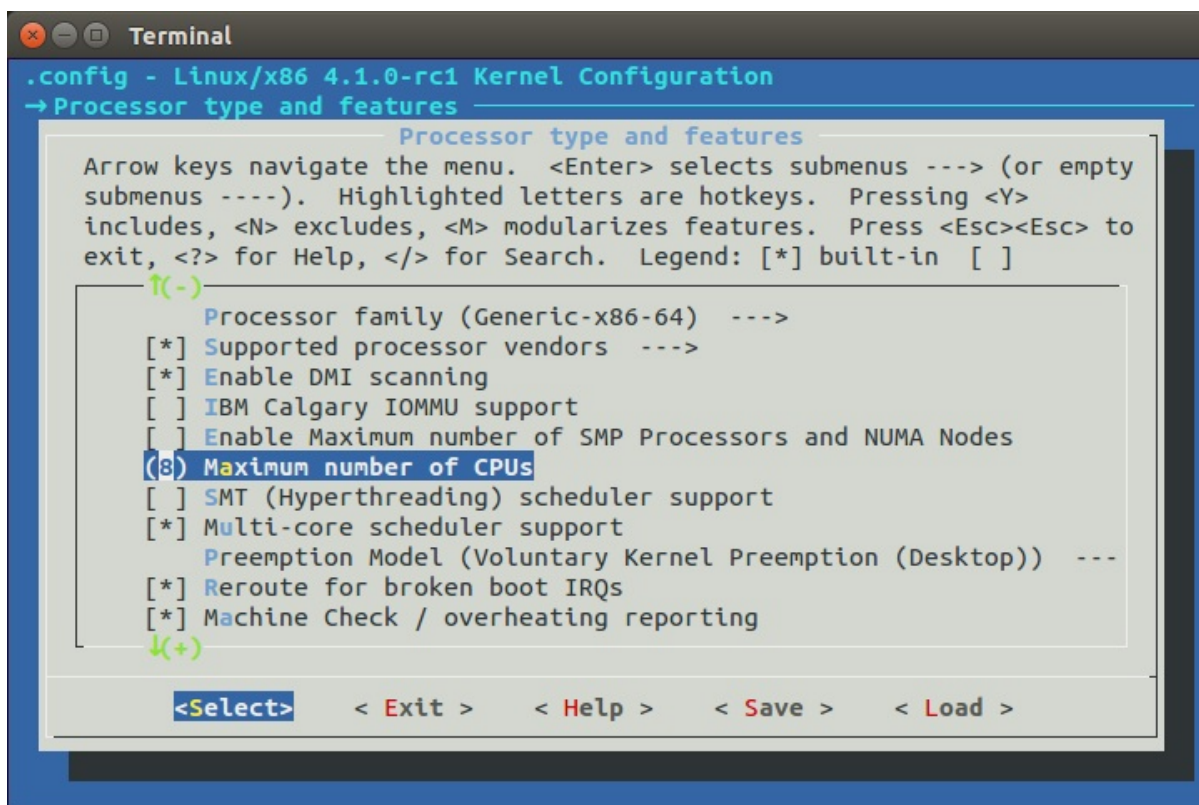 Terminal
.config - Linux/x86 4.1.0-rc1 Kernel Configuration
→ Processor type and features
Processor type and features
Arrow keys navigate the menu.  <Enter> selects submenus ---> (or empty
submenus ----).  Highlighted letters are hotkeys.  Pressing <Y>
includes, <N> excludes, <M> modularizes features.  Press <Esc><Esc> to
exit, <?> for Help, </> for Search.  Legend: [*] built-in  [ ]
↑(-)
Processor family (Generic-x86-64)  --->
[*] Supported processor vendors  --->
[*] Enable DMI scanning
[ ] IBM Calgary IOMMU support
[ ] Enable Maximum number of SMP Processors and NUMA Nodes
(8) Maximum number of CPUs
[ ] SMT (Hyperthreading) scheduler support
[*] Multi-core scheduler support
Preemption Model (Voluntary Kernel Preemption (Desktop))  ---
[*] Reroute for broken boot IRQs
[*] Machine Check / overheating reporting
↓(+)
<Select>    < Exit >    < Help >    < Save >    < Load >